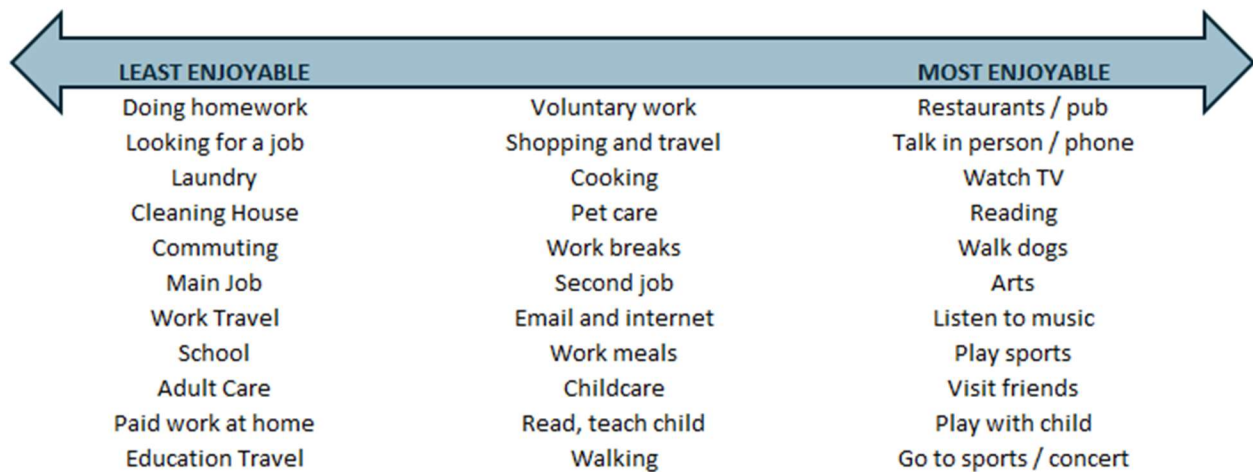 LEAST ENJOYABLE MOST ENJOYABLE
Doing homework Voluntary work Restaurants / pub
Looking for a job Shopping and travel Talk in person / phone
Laundry Cooking Watch TV
Cleaning House Pet care Reading
Commuting Work breaks Walk dogs
Main Job Second job Arts
Work Travel Email and internet Listen to music
School Work meals Play sports
Adult Care Childcare Visit friends
Paid work at home Read, teach child Play with child
Education Travel Walking Go to sports / concert